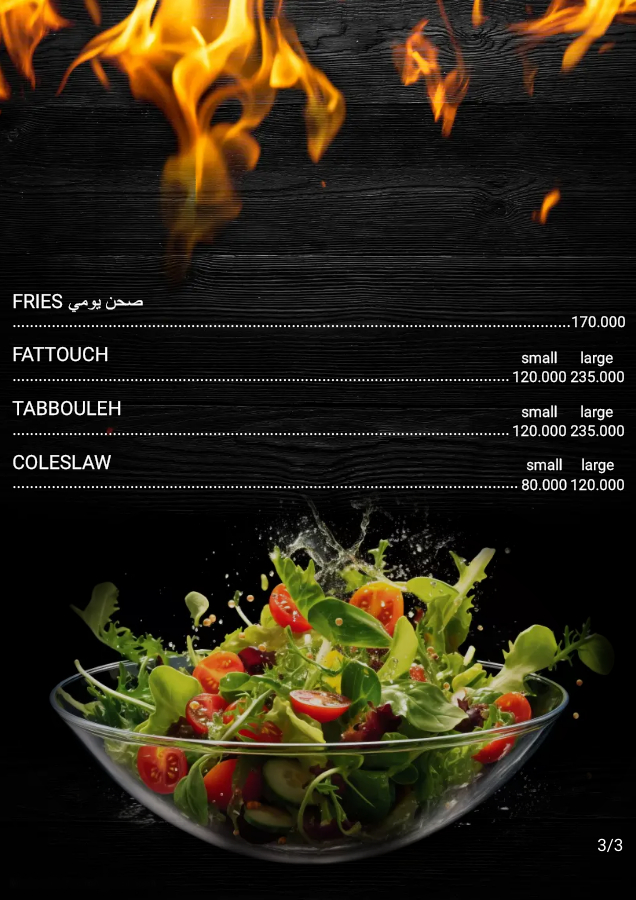 FRIES صحن يومي
170.000
FATTOUCH small large
120.000 235.000
TABBOULEH small large
120.000 235.000
COLESLAW small large
80.000 120.000
3/3